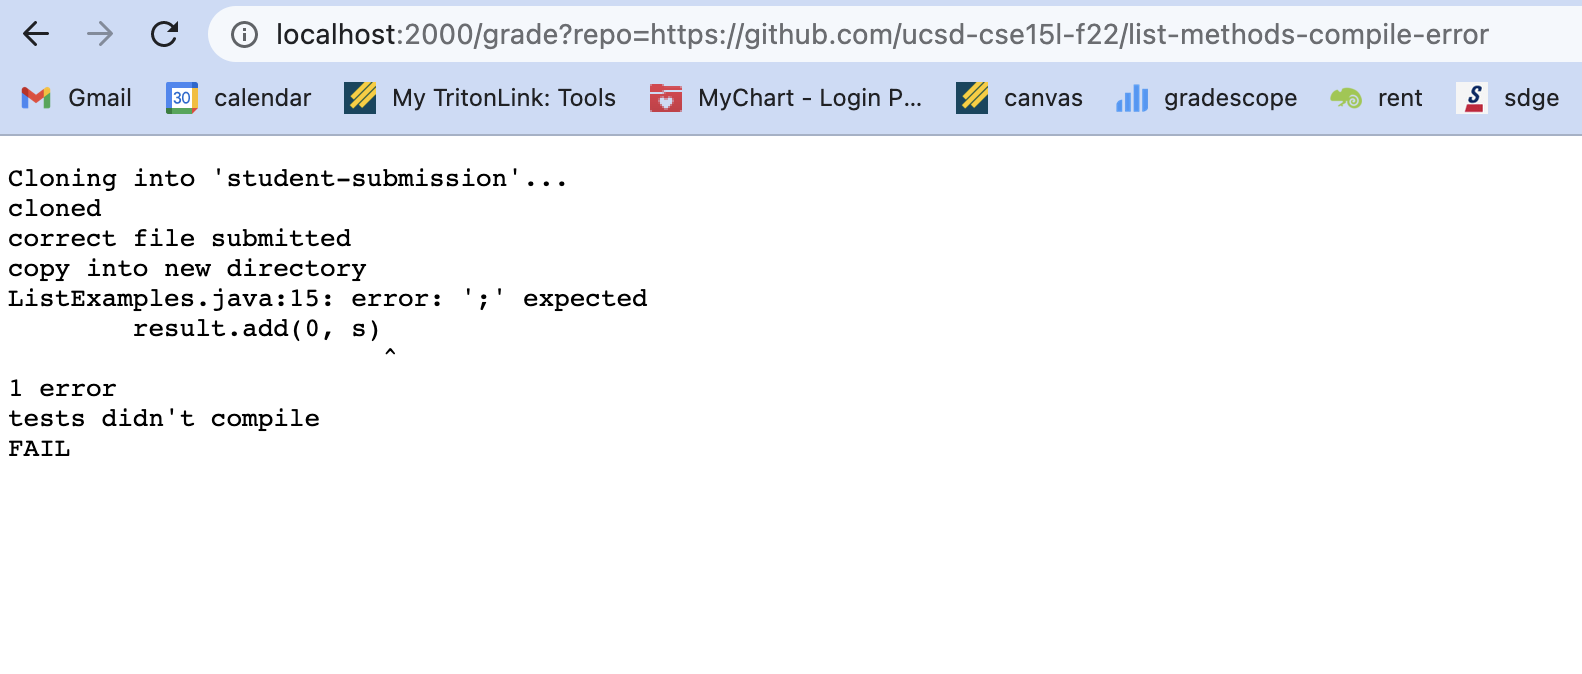 localhost:2000/grade?repo=https://github.com/ucsd-cse15l-f22/list-methods-compile-error
Gmail 30 calendar My TritonLink: Tools MyChart - Login P... canvas gradescope rent S sdge
Cloning into 'student-submission'...
cloned
correct file submitted
copy into new directory
ListExamples.java:15: error: ';' expected
        result.add(0, s)
                        ^
1 error
tests didn't compile
FAIL